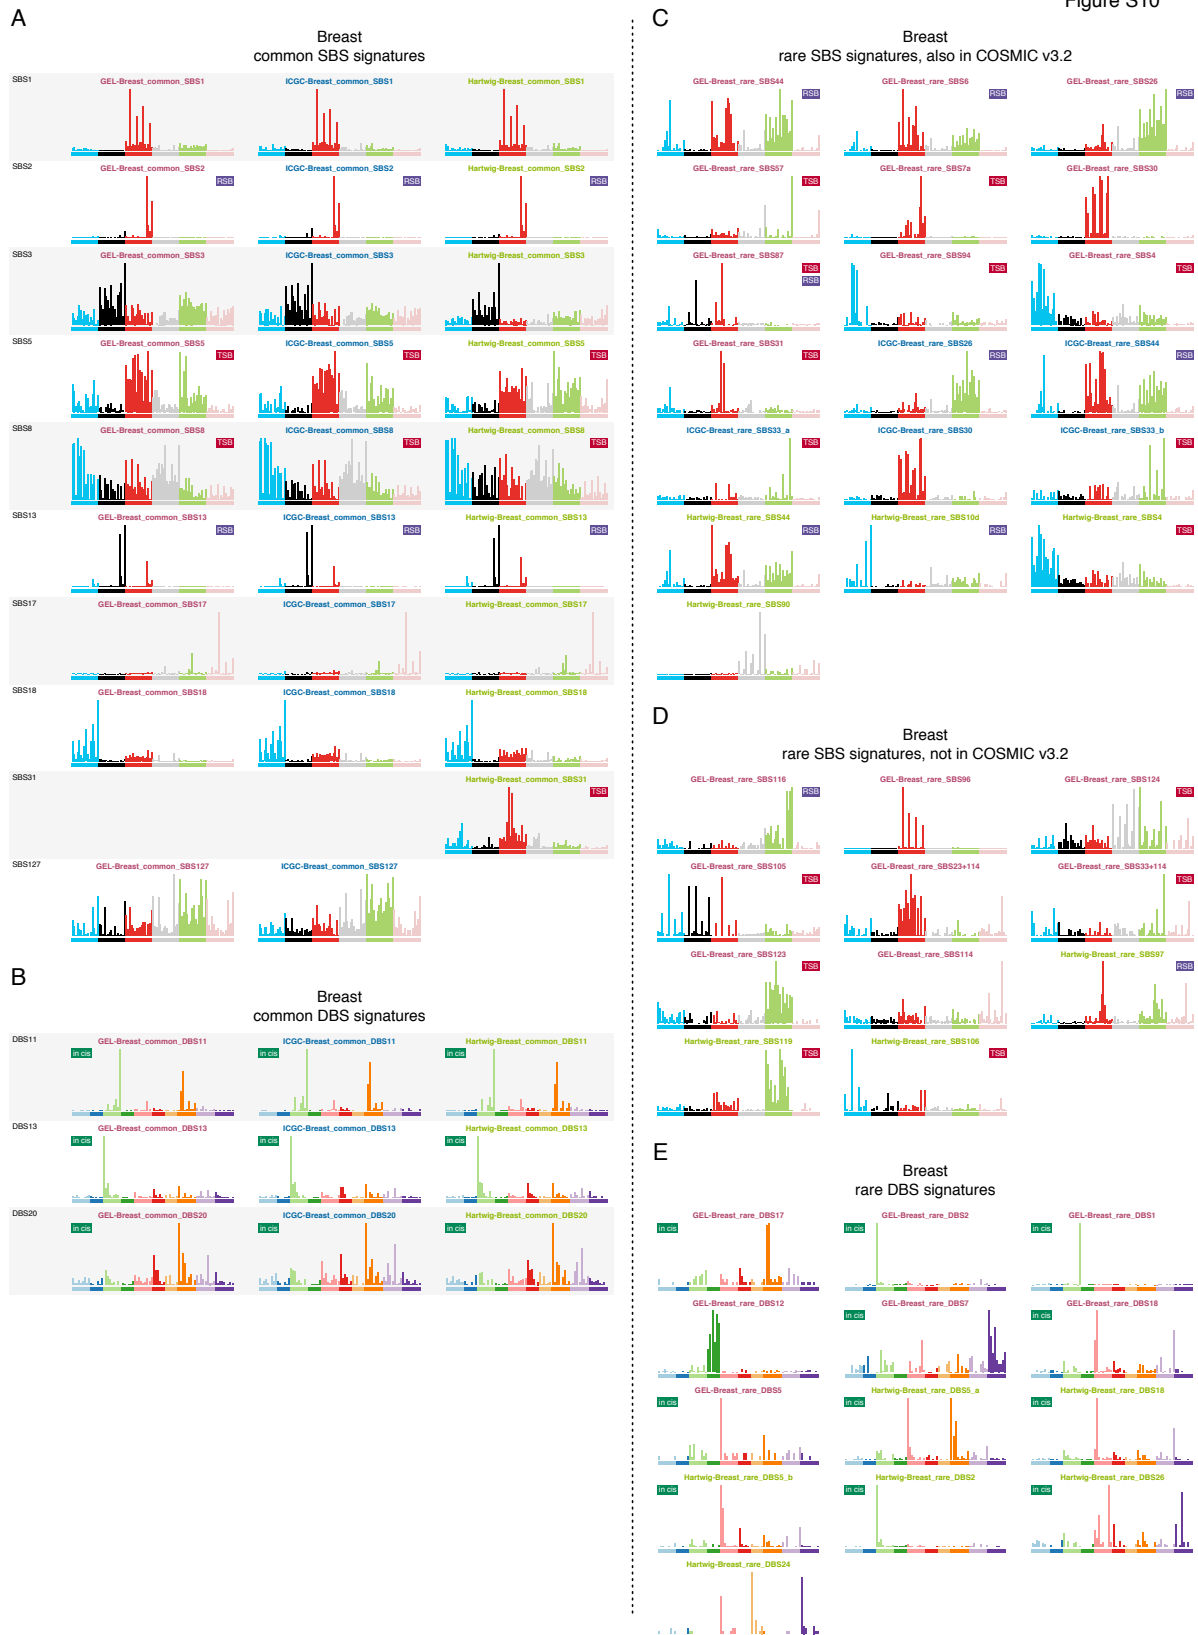 Figure S10
A
Breast
common SBS signatures
SBS1
GEL-Breast_common_SBS1
ICGC-Breast_common_SBS1
Hartwig-Breast_common_SBS1
SBS2
GEL-Breast_common_SBS2
RSB
ICGC-Breast_common_SBS2
RSB
Hartwig-Breast_common_SBS2
RSB
SBS3
GEL-Breast_common_SBS3
ICGC-Breast_common_SBS3
Hartwig-Breast_common_SBS3
SBS5
GEL-Breast_common_SBS5
TSB
ICGC-Breast_common_SBS5
TSB
Hartwig-Breast_common_SBS5
TSB
SBS8
GEL-Breast_common_SBS8
TSB
ICGC-Breast_common_SBS8
TSB
Hartwig-Breast_common_SBS8
TSB
SBS13
GEL-Breast_common_SBS13
RSB
ICGC-Breast_common_SBS13
RSB
Hartwig-Breast_common_SBS13
RSB
SBS17
GEL-Breast_common_SBS17
ICGC-Breast_common_SBS17
Hartwig-Breast_common_SBS17
SBS18
GEL-Breast_common_SBS18
ICGC-Breast_common_SBS18
Hartwig-Breast_common_SBS18
SBS31
Hartwig-Breast_common_SBS31
TSB
SBS127
GEL-Breast_common_SBS127
ICGC-Breast_common_SBS127
B
Breast
common DBS signatures
DBS11
GEL-Breast_common_DBS11
in cis
ICGC-Breast_common_DBS11
in cis
Hartwig-Breast_common_DBS11
in cis
DBS13
GEL-Breast_common_DBS13
in cis
ICGC-Breast_common_DBS13
in cis
Hartwig-Breast_common_DBS13
in cis
DBS20
GEL-Breast_common_DBS20
in cis
ICGC-Breast_common_DBS20
in cis
Hartwig-Breast_common_DBS20
in cis
C
Breast
rare SBS signatures, also in COSMIC v3.2
GEL-Breast_rare_SBS44
RSB
GEL-Breast_rare_SBS6
RSB
GEL-Breast_rare_SBS26
RSB
GEL-Breast_rare_SBS57
TSB
GEL-Breast_rare_SBS7a
TSB
GEL-Breast_rare_SBS30
GEL-Breast_rare_SBS87
TSB
RSB
GEL-Breast_rare_SBS94
TSB
GEL-Breast_rare_SBS4
TSB
GEL-Breast_rare_SBS31
TSB
ICGC-Breast_rare_SBS26
RSB
ICGC-Breast_rare_SBS44
RSB
ICGC-Breast_rare_SBS33_a
TSB
ICGC-Breast_rare_SBS30
ICGC-Breast_rare_SBS33_b
TSB
Hartwig-Breast_rare_SBS44
RSB
Hartwig-Breast_rare_SBS10d
RSB
Hartwig-Breast_rare_SBS4
TSB
Hartwig-Breast_rare_SBS90
D
Breast
rare SBS signatures, not in COSMIC v3.2
GEL-Breast_rare_SBS116
RSB
GEL-Breast_rare_SBS96
GEL-Breast_rare_SBS124
TSB
GEL-Breast_rare_SBS105
TSB
GEL-Breast_rare_SBS23+114
GEL-Breast_rare_SBS33+114
TSB
GEL-Breast_rare_SBS123
TSB
GEL-Breast_rare_SBS114
Hartwig-Breast_rare_SBS97
RSB
Hartwig-Breast_rare_SBS119
TSB
Hartwig-Breast_rare_SBS106
TSB
E
Breast
rare DBS signatures
GEL-Breast_rare_DBS17
in cis
GEL-Breast_rare_DBS2
in cis
GEL-Breast_rare_DBS1
in cis
GEL-Breast_rare_DBS12
GEL-Breast_rare_DBS7
in cis
GEL-Breast_rare_DBS18
in cis
GEL-Breast_rare_DBS5
in cis
Hartwig-Breast_rare_DBS5_a
in cis
Hartwig-Breast_rare_DBS18
in cis
Hartwig-Breast_rare_DBS5_b
in cis
Hartwig-Breast_rare_DBS2
in cis
Hartwig-Breast_rare_DBS26
in cis
Hartwig-Breast_rare_DBS24